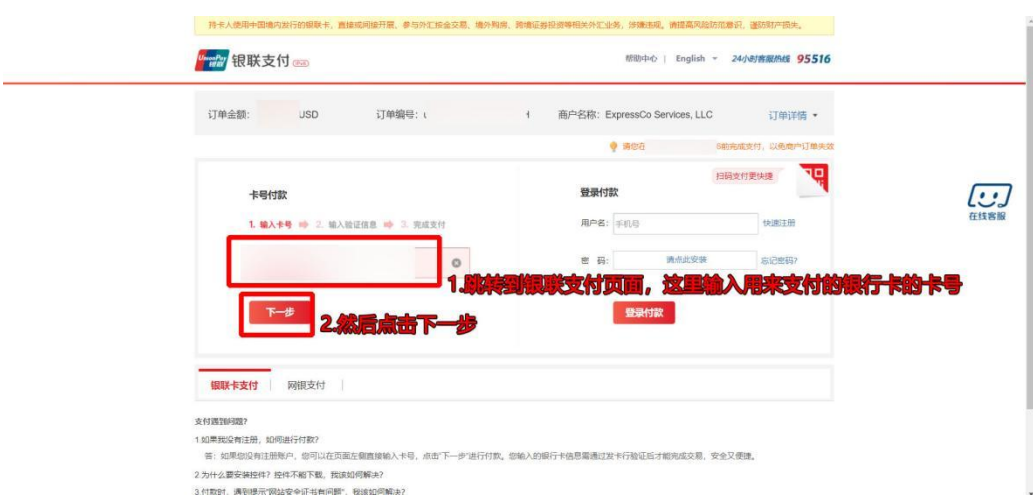 持卡人使用中国境内发行的银联卡，直接或间接开展、参与外汇按金交易、境外购房、跨境证券投资等相关外汇业务，涉嫌违规。请提高风险防范意识，谨防财产损失。
UnionPay 银联 银联支付 帮助中心 | English 24小时客服热线 95516
订单金额： USD 订单编号： 商户名称：ExpressCo Services, LLC 订单详情
请您在 前完成支付，以免商户订单失效
扫码支付更快捷
卡号付款 登录付款
1. 输入卡号 2. 输入验证信息 3. 完成支付 用户名： 手机号 快速注册
在线客服
密 码： 请点此安装 忘记密码?
1.跳转到银联支付页面，这里输入用来支付的银行卡的卡号
下一步 2.然后点击下一步 登录付款
银联卡支付 网银支付
支付遇到问题?
1.如果我没有注册，如何进行付款?
答：如果您没有注册账户，您可以在页面左侧直接输入卡号，点击“下一步”进行付款。您输入的银行卡信息需通过发卡行验证后才能完成交易，安全又便捷。
2.为什么要安装控件? 控件不能下载，我该如何解决?
3.付款时，遇到提示“网站安全证书有问题”，我该如何解决?